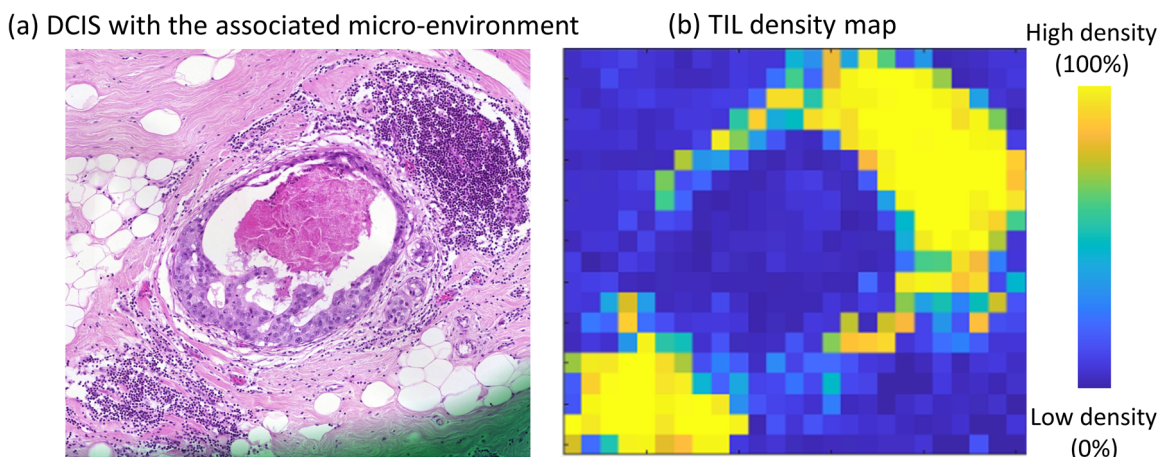 (a) DCIS with the associated micro-environment
(b) TIL density map
High density
(100%)
Low density
(0%)